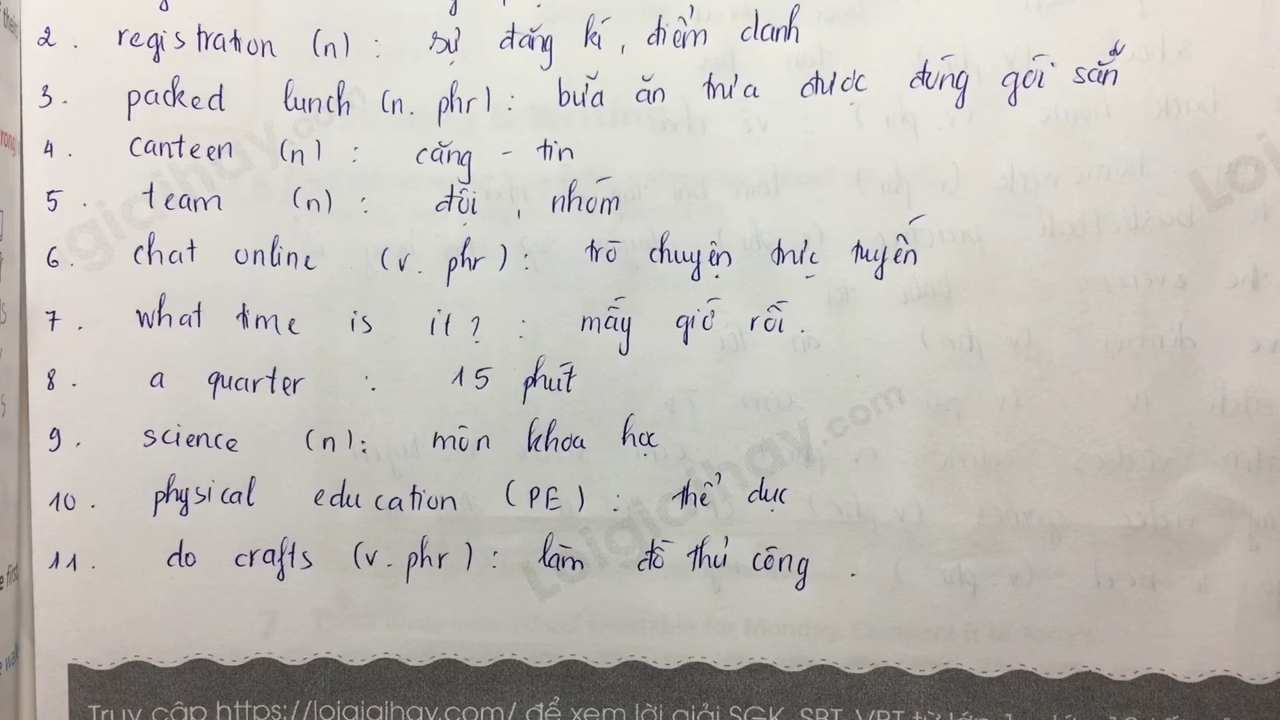 2. registration (n) : sự đăng kí, điểm danh
3. packed lunch (n. phr) : bữa ăn trưa được đóng gói sẵn
4. canteen (n) : căng - tin
5. team (n) : đội, nhóm
6. chat online (v. phr) : trò chuyện trực tuyến
7. what time is it? : mấy giờ rồi.
8. a quarter : 15 phút
9. science (n): môn khoa học
10. physical education (PE) : thể dục
11. do crafts (v. phr) : làm đồ thủ công.
Loigiaihay.com
Truy cập https://loigiaihay.com/ để xem lời giải SGK, SBT, VBT từ lớp